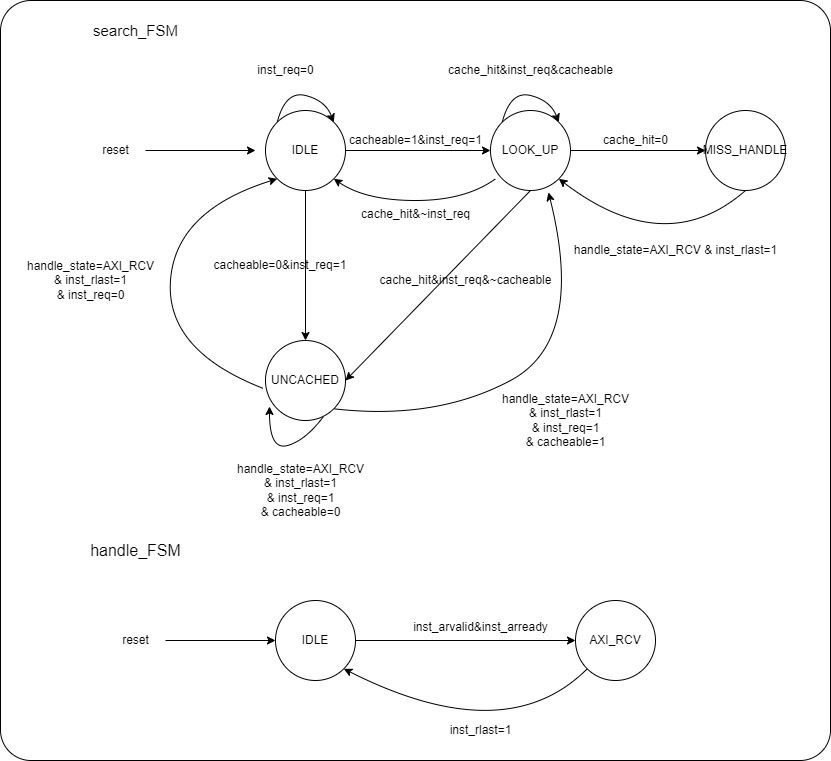 search_FSM
inst_req=0
cache_hit&inst_req&cacheable
reset
IDLE
cacheable=1&inst_req=1
LOOK_UP
cache_hit=0
MISS_HANDLE
cache_hit&~inst_req
handle_state=AXI_RCV & inst_rlast=1
handle_state=AXI_RCV
& inst_rlast=1
& inst_req=0
cacheable=0&inst_req=1
cache_hit&inst_req&~cacheable
UNCACHED
handle_state=AXI_RCV
& inst_rlast=1
& inst_req=1
& cacheable=1
handle_state=AXI_RCV
& inst_rlast=1
& inst_req=1
& cacheable=0
handle_FSM
reset
IDLE
inst_arvalid&inst_arready
AXI_RCV
inst_rlast=1